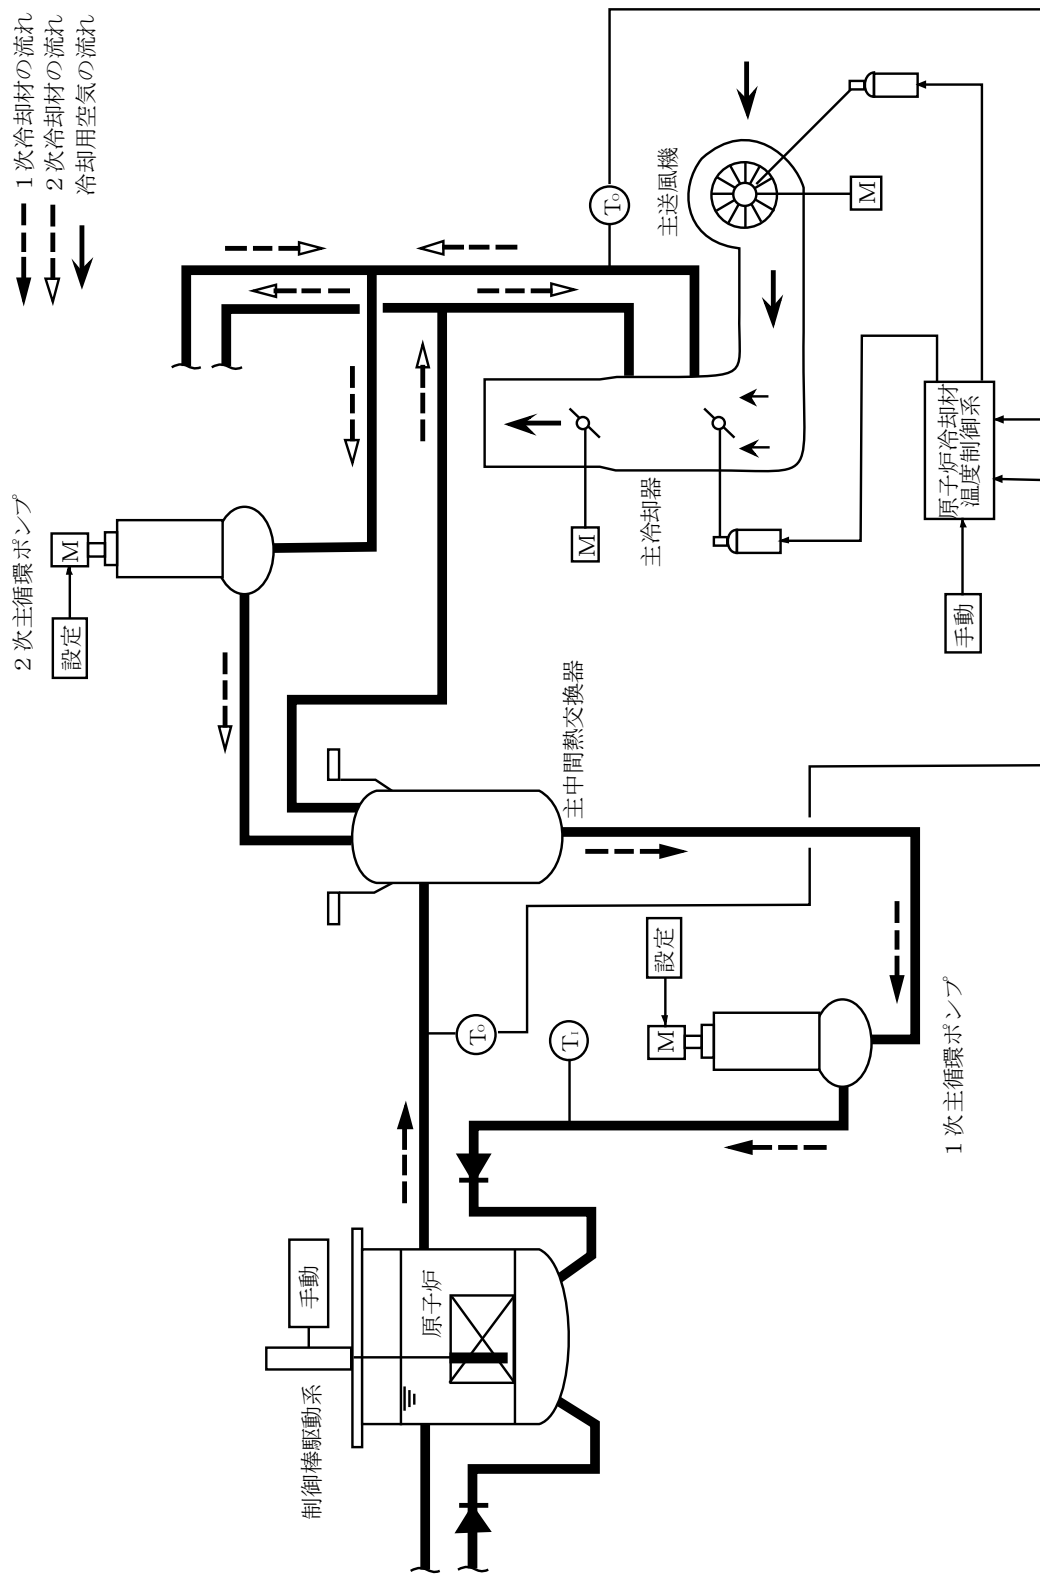 1次冷却材の流れ
2次冷却材の流れ
冷却用空気の流れ
制御棒駆動系
手動
原子炉
To
TI
1次主循環ポンプ
M
設定
主中間熱交換器
2次主循環ポンプ
M
設定
主冷却器
M
主送風機
M
To
原子炉冷却材
温度制御系
手動